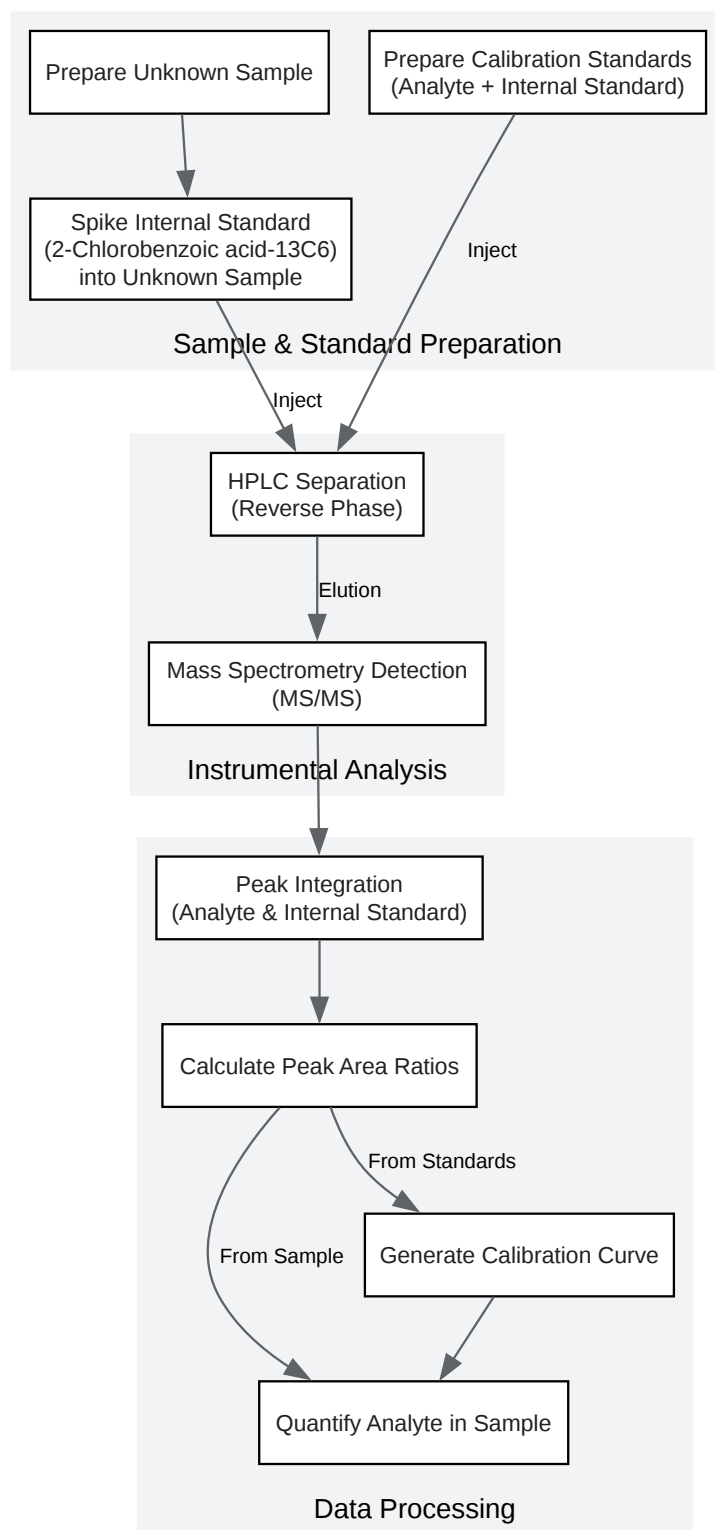 Prepare Unknown Sample
Prepare Calibration Standards
(Analyte + Internal Standard)
Spike Internal Standard
(2-Chlorobenzoic acid-13C6)
into Unknown Sample
Inject
Sample & Standard Preparation
Inject
HPLC Separation
(Reverse Phase)
Elution
Mass Spectrometry Detection
(MS/MS)
Instrumental Analysis
Peak Integration
(Analyte & Internal Standard)
Calculate Peak Area Ratios
From Standards
From Sample
Generate Calibration Curve
Quantify Analyte in Sample
Data Processing